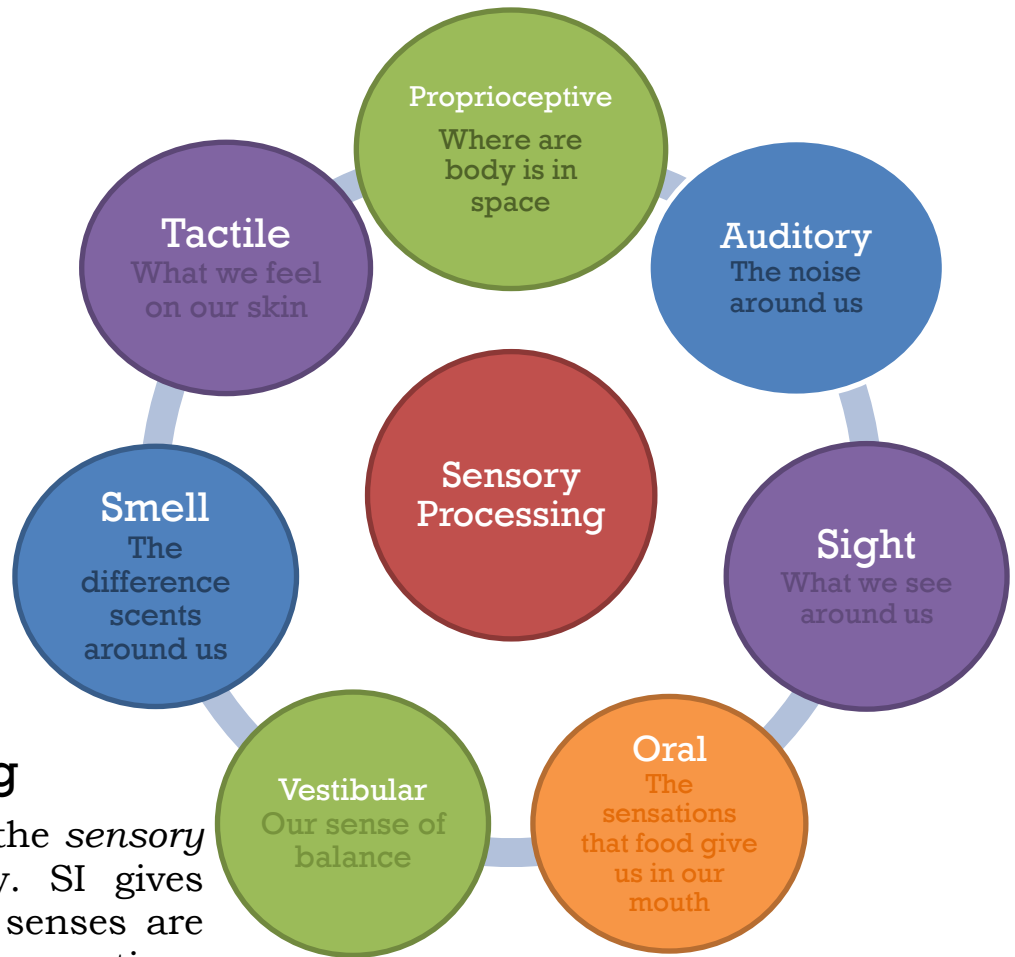 Proprioceptive
Where are
body is in
space
Auditory
The noise
around us
Sight
What we see
around us
Oral
The
sensations
that food give
us in our
mouth
Vestibular
Our sense of
balance
Smell
The
difference
scents
around us
Tactile
What we feel
on our skin
Sensory
Processing
g
the sensory
y. SI gives
senses are